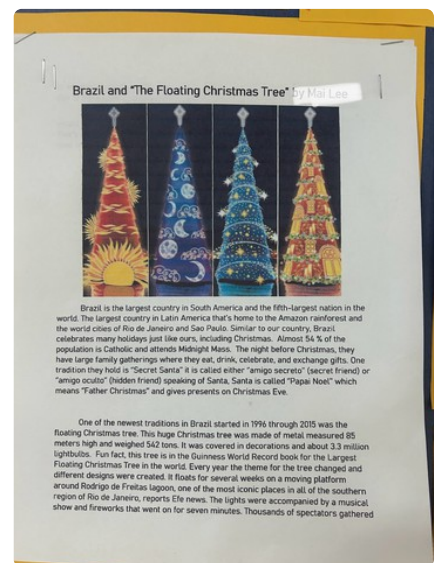 Brazil and "The Floating Christmas Tree" by Mai Lee
Brazil is the largest country in South America and the fifth-largest nation in the
world. The largest country in Latin America that's home to the Amazon rainforest and
the world cities of Rio de Janeiro and Sao Paulo. Similar to our country, Brazil
celebrates many holidays just like ours, including Christmas. Almost 54 % of the
population is Catholic and attends Midnight Mass. The night before Christmas, they
have large family gatherings where they eat, drink, celebrate, and exchange gifts. One
tradition they hold is "Secret Santa" it is called either "amigo secreto" (secret friend) or
"amigo oculto" (hidden friend) speaking of Santa, Santa is called "Papai Noel" which
means "Father Christmas" and gives presents on Christmas Eve.
One of the newest traditions in Brazil started in 1996 through 2015 was the
floating Christmas tree. This huge Christmas tree was made of metal measured 85
meters high and weighed 542 tons. It was covered in decorations and about 3.3 million
lightbulbs. Fun fact, this tree is in the Guinness World Record book for the Largest
Floating Christmas Tree in the world. Every year the theme for the tree changed and
different designs were created. It floats for several weeks on a moving platform
around Rodrigo de Freitas lagoon, one of the most iconic places in all of the southern
region of Rio de Janeiro, reports Efe news. The lights were accompanied by a musical
show and fireworks that went on for seven minutes. Thousands of spectators gathered